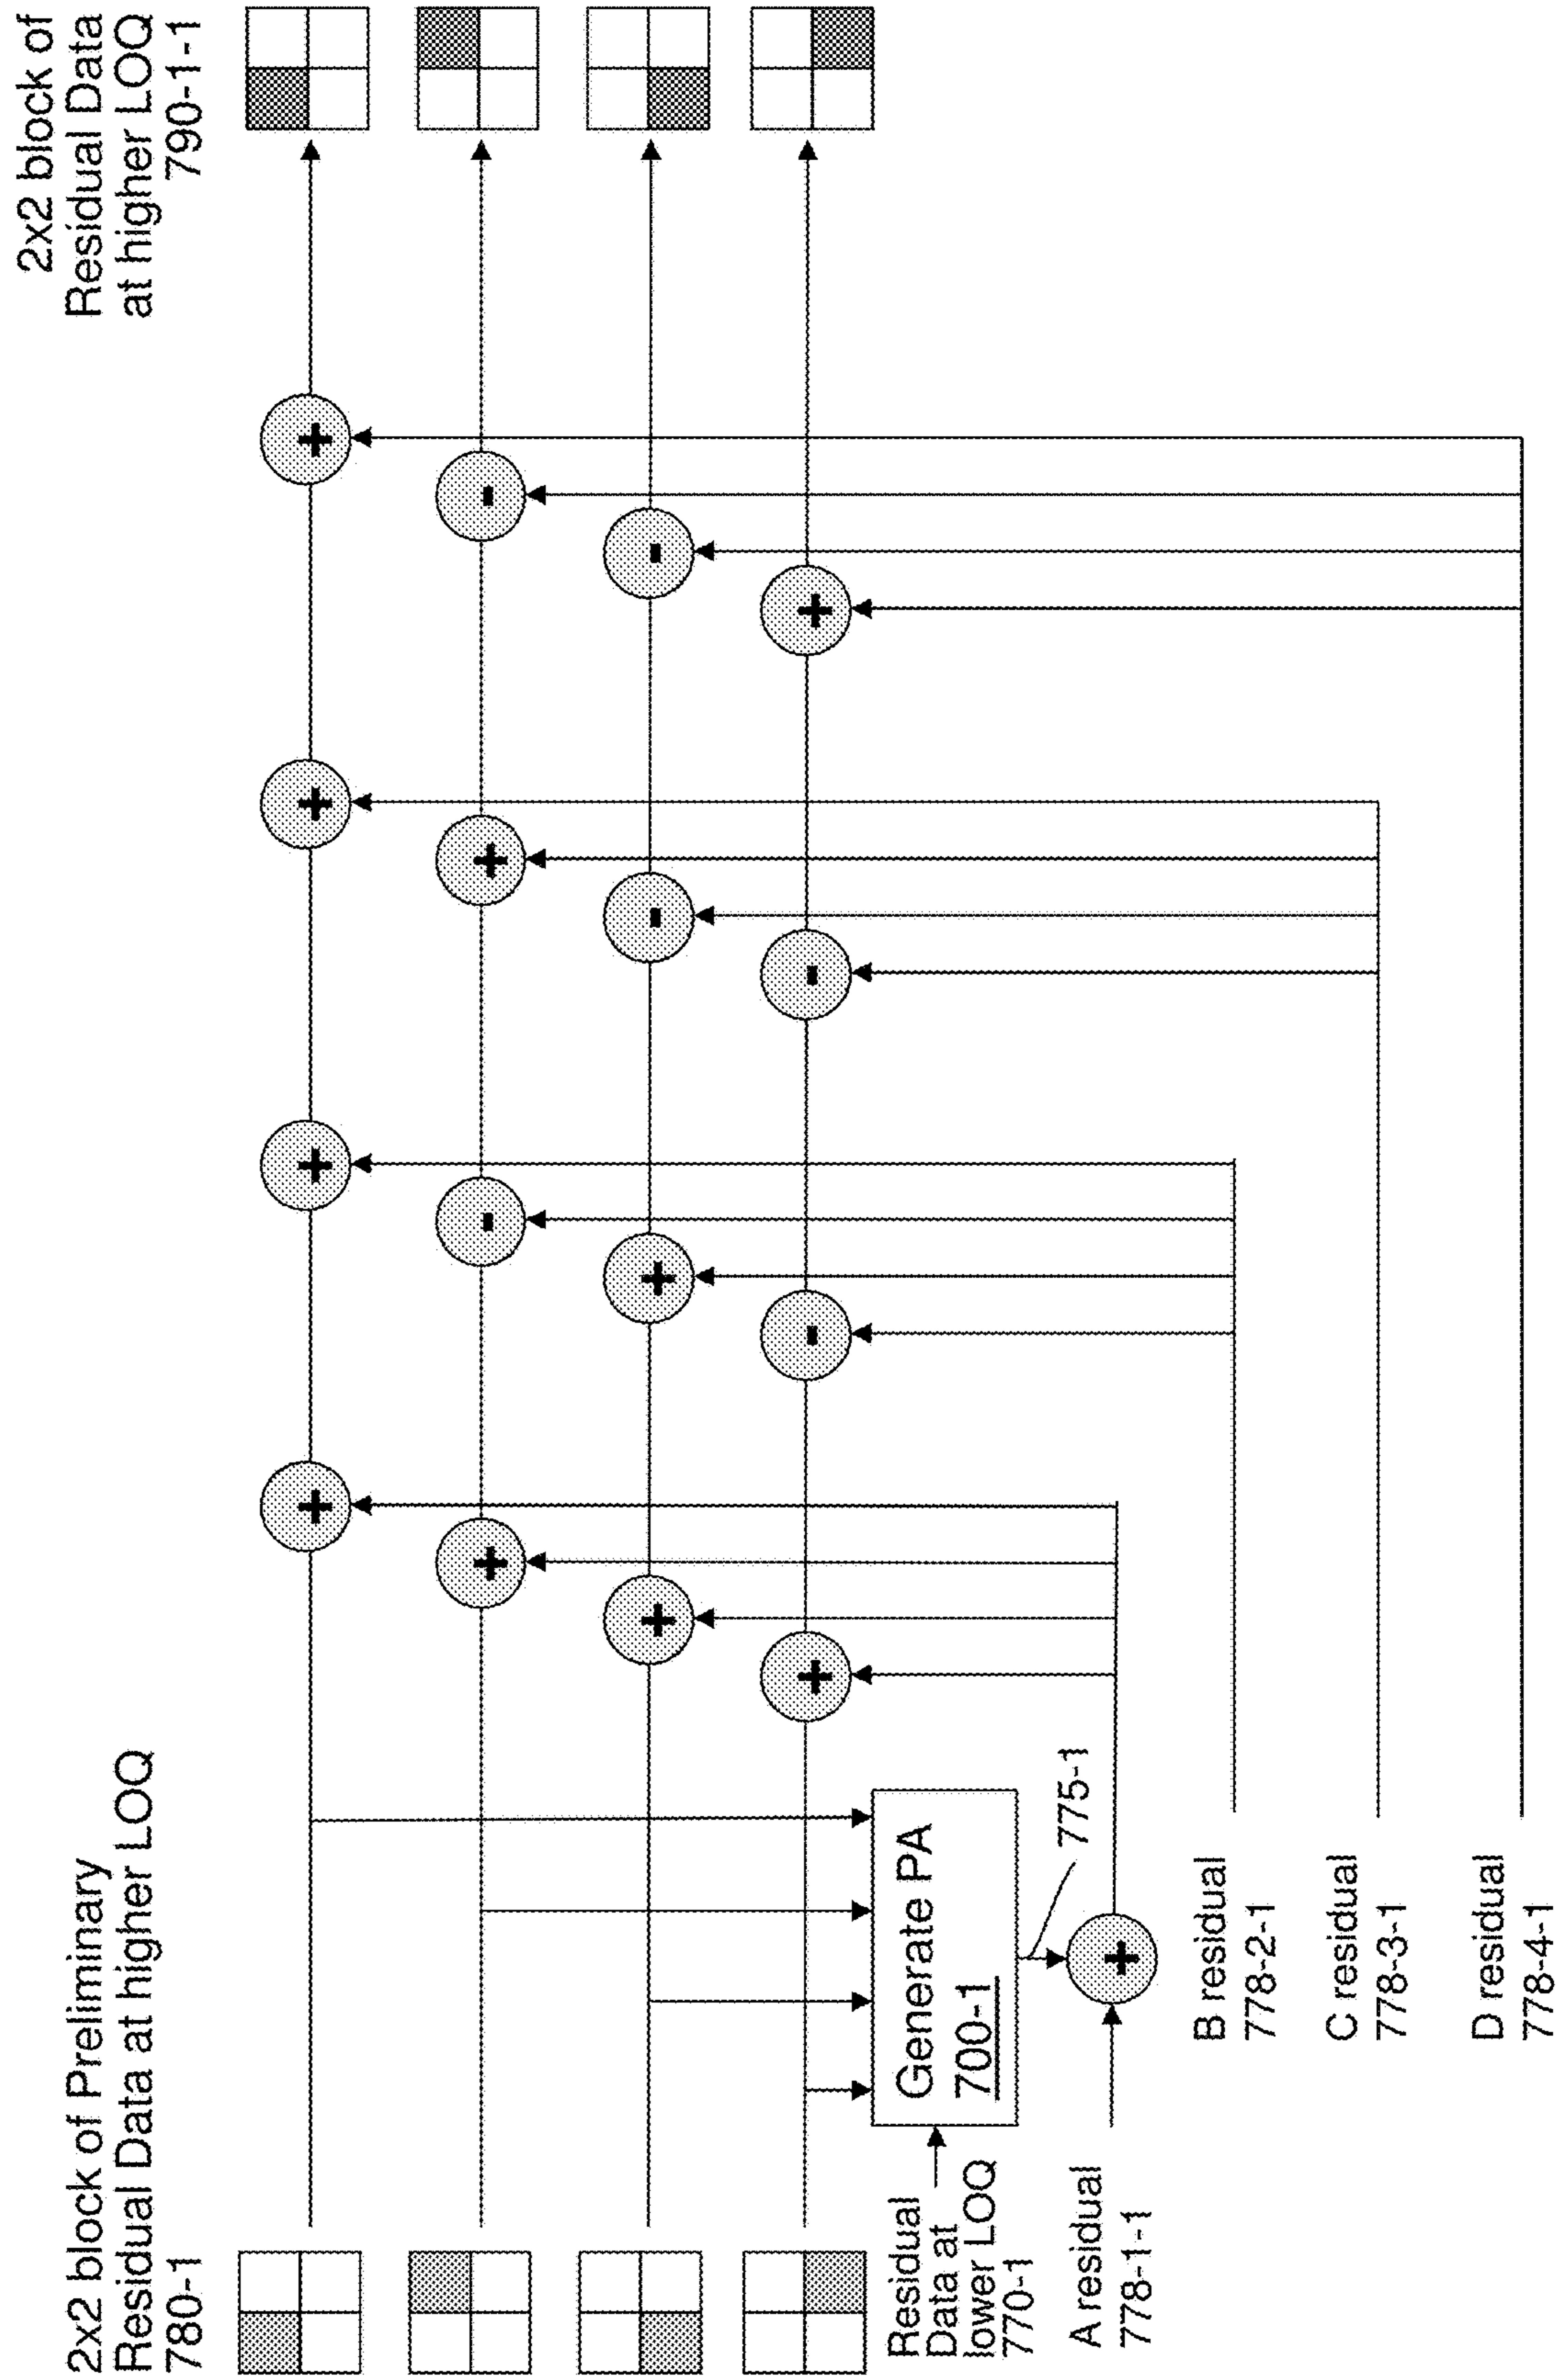 2x2 block of Preliminary
Residual Data at higher LOQ
780-1
2x2 block of
Residual Data
at higher LOQ
790-1-1
+
+
+
+
+
-
+
-
+
+
-
-
+
-
-
+
Residual
Data at
lower LOQ
770-1
Generate PA
700-1
775-1
+
A residual
778-1-1
B residual
778-2-1
C residual
778-3-1
D residual
778-4-1